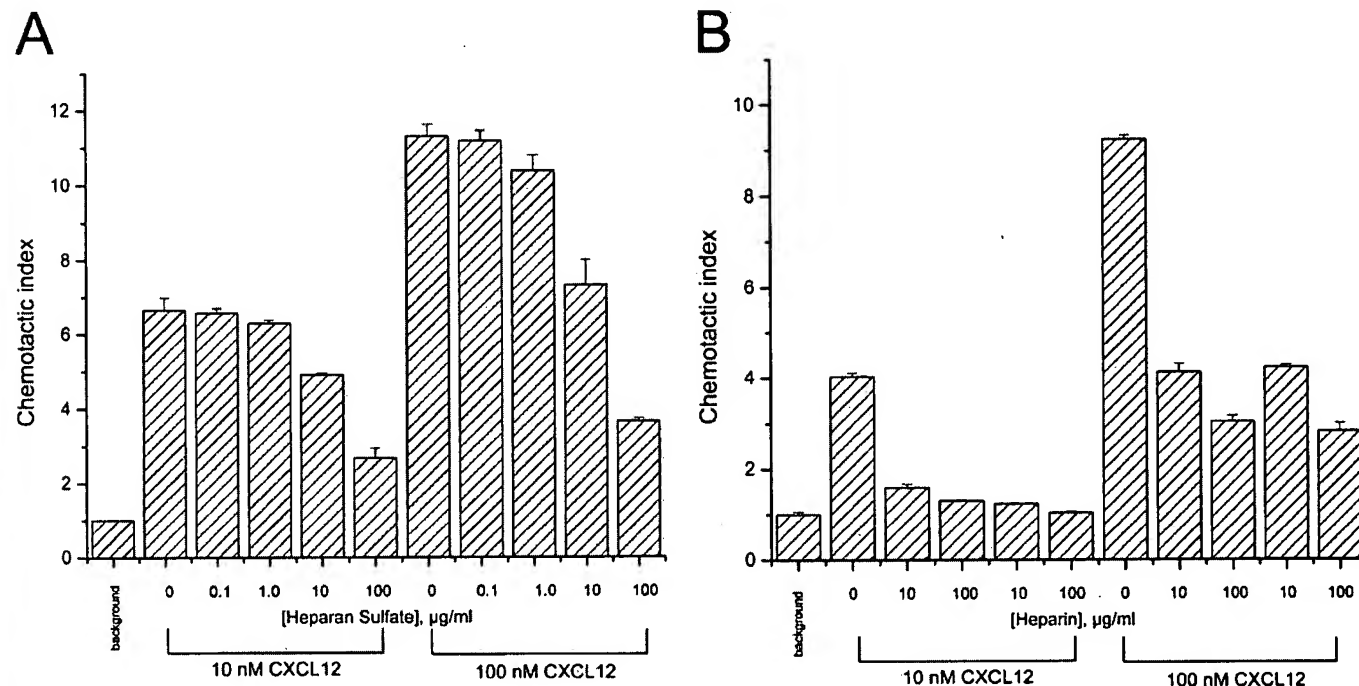 A
Chemotactic index
12
10
8
6
4
2
0
background
0 0.1 1.0 10 100 0 0.1 1.0 10 100
[Heparan Sulfate], µg/ml
10 nM CXCL12 100 nM CXCL12
B
Chemotactic index
10
8
6
4
2
0
background
0 10 100 10 100 0 10 100 10 100
[Heparin], µg/ml
10 nM CXCL12 100 nM CXCL12